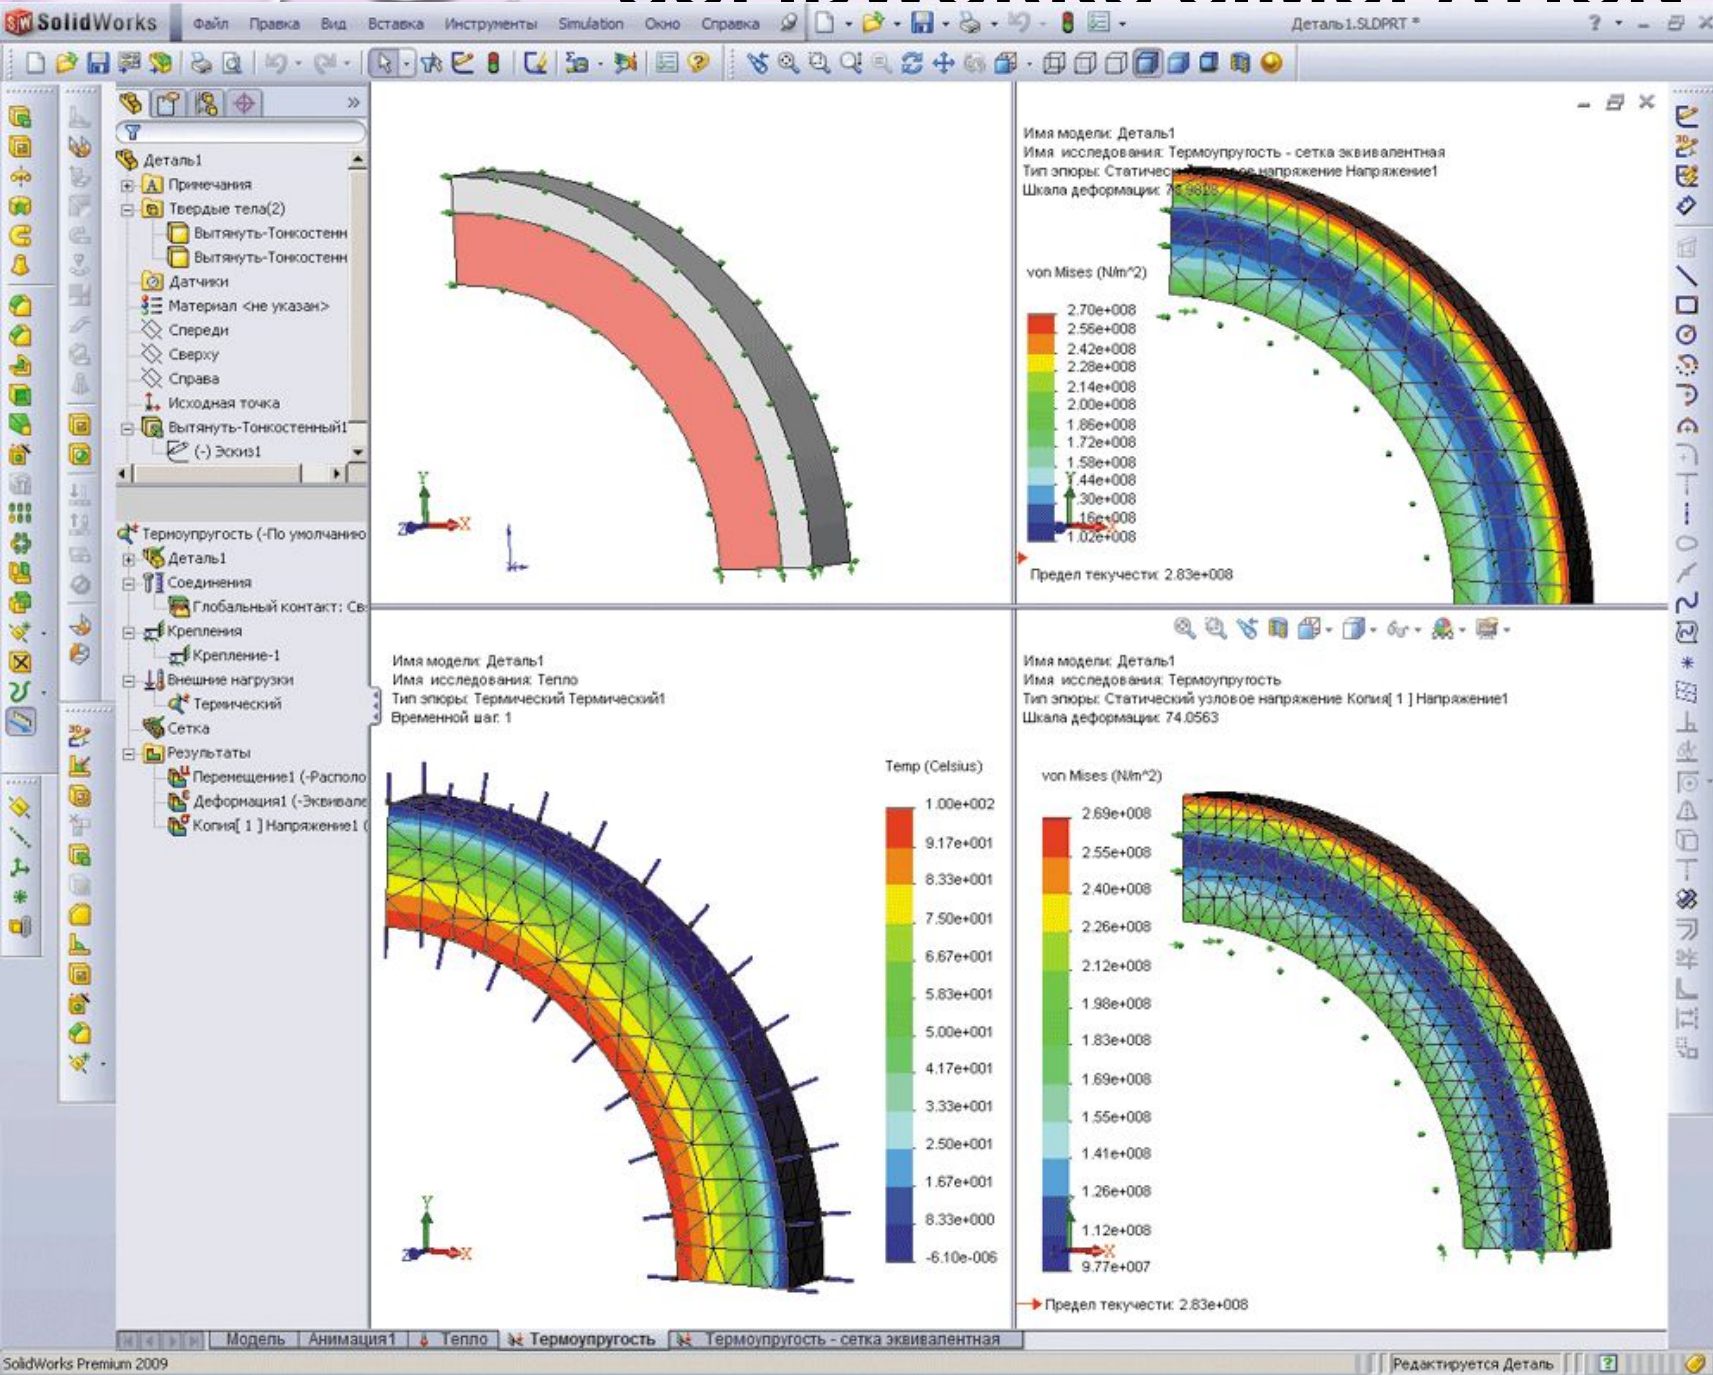 SolidWorks Файл Правка Вид Вставка Инструменты Simulation Окно Справка Деталь1.SLDPRT *
Деталь1
Примечания
Твердые тела(2)
Вытянуть-Тонкостенн
Вытянуть-Тонкостенн
Датчики
Материал <не указан>
Спереди
Сверху
Справа
Исходная точка
Вытянуть-Тонкостенный1
(-) Эскиз1
Термоупругость (-По умолчанию
Деталь1
Соединения
Глобальный контакт: Св
Крепления
Крепление-1
Внешние нагрузки
Термический
Сетка
Результаты
Перемещение1 (-Располо
Деформация1 (-Эквивале
Копия[ 1 ] Напряжение1 (
Y
Z X
Имя модели: Деталь1
Имя исследования: Термоупругость - сетка эквивалентная
Тип эпюры: Статический узловое напряжение Напряжение1
Шкала деформации:
von Mises (N/m^2)
2.70e+008
2.56e+008
2.42e+008
2.28e+008
2.14e+008
2.00e+008
1.86e+008
1.72e+008
1.58e+008
1.44e+008
1.30e+008
1.16e+008
1.02e+008
Предел текучести: 2.83e+008
Имя модели: Деталь1
Имя исследования: Тепло
Тип эпюры: Термический Термический1
Временной шаг: 1
Temp (Celsius)
1.00e+002
9.17e+001
8.33e+001
7.50e+001
6.67e+001
5.83e+001
5.00e+001
4.17e+001
3.33e+001
2.50e+001
1.67e+001
8.33e+000
-6.10e-006
Y
Z X
Имя модели: Деталь1
Имя исследования: Термоупругость
Тип эпюры: Статический узловое напряжение Копия[ 1 ] Напряжение1
Шкала деформации: 74.0563
von Mises (N/m^2)
2.69e+008
2.55e+008
2.40e+008
2.26e+008
2.12e+008
1.98e+008
1.83e+008
1.69e+008
1.55e+008
1.41e+008
1.26e+008
1.12e+008
9.77e+007
X
Предел текучести: 2.83e+008
Модель Анимация1 Тепло Термоупругость Термоупругость - сетка эквивалентная
SolidWorks Premium 2009 Редактируется Деталь